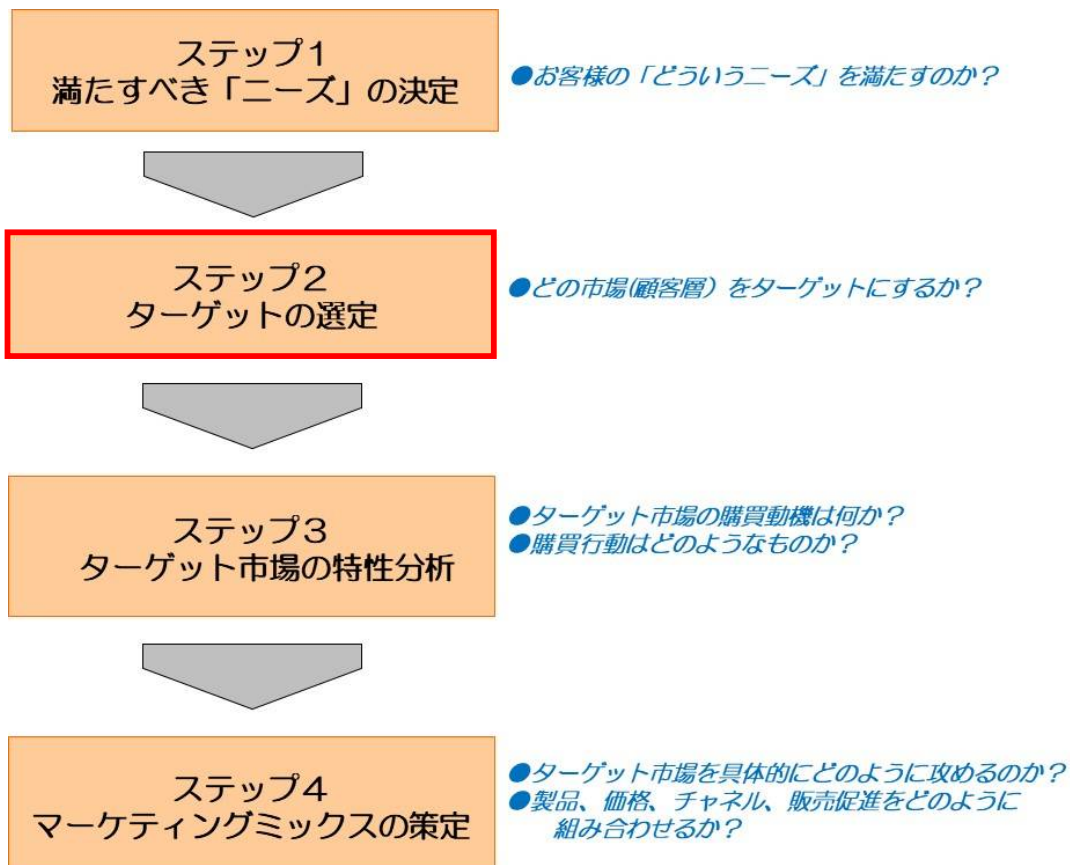 ステップ1
満たすべき「ニーズ」の決定
●お客様の「どういうニーズ」を満たすのか?
ステップ2
ターゲットの選定
●どの市場(顧客層)をターゲットにするか?
ステップ3
ターゲット市場の特性分析
●ターゲット市場の購買動機は何か?
●購買行動はどのようなものか?
ステップ4
マーケティングミックスの策定
●ターゲット市場を具体的にどのように攻めるのか?
●製品、価格、チャネル、販売促進をどのように
組み合わせるか?